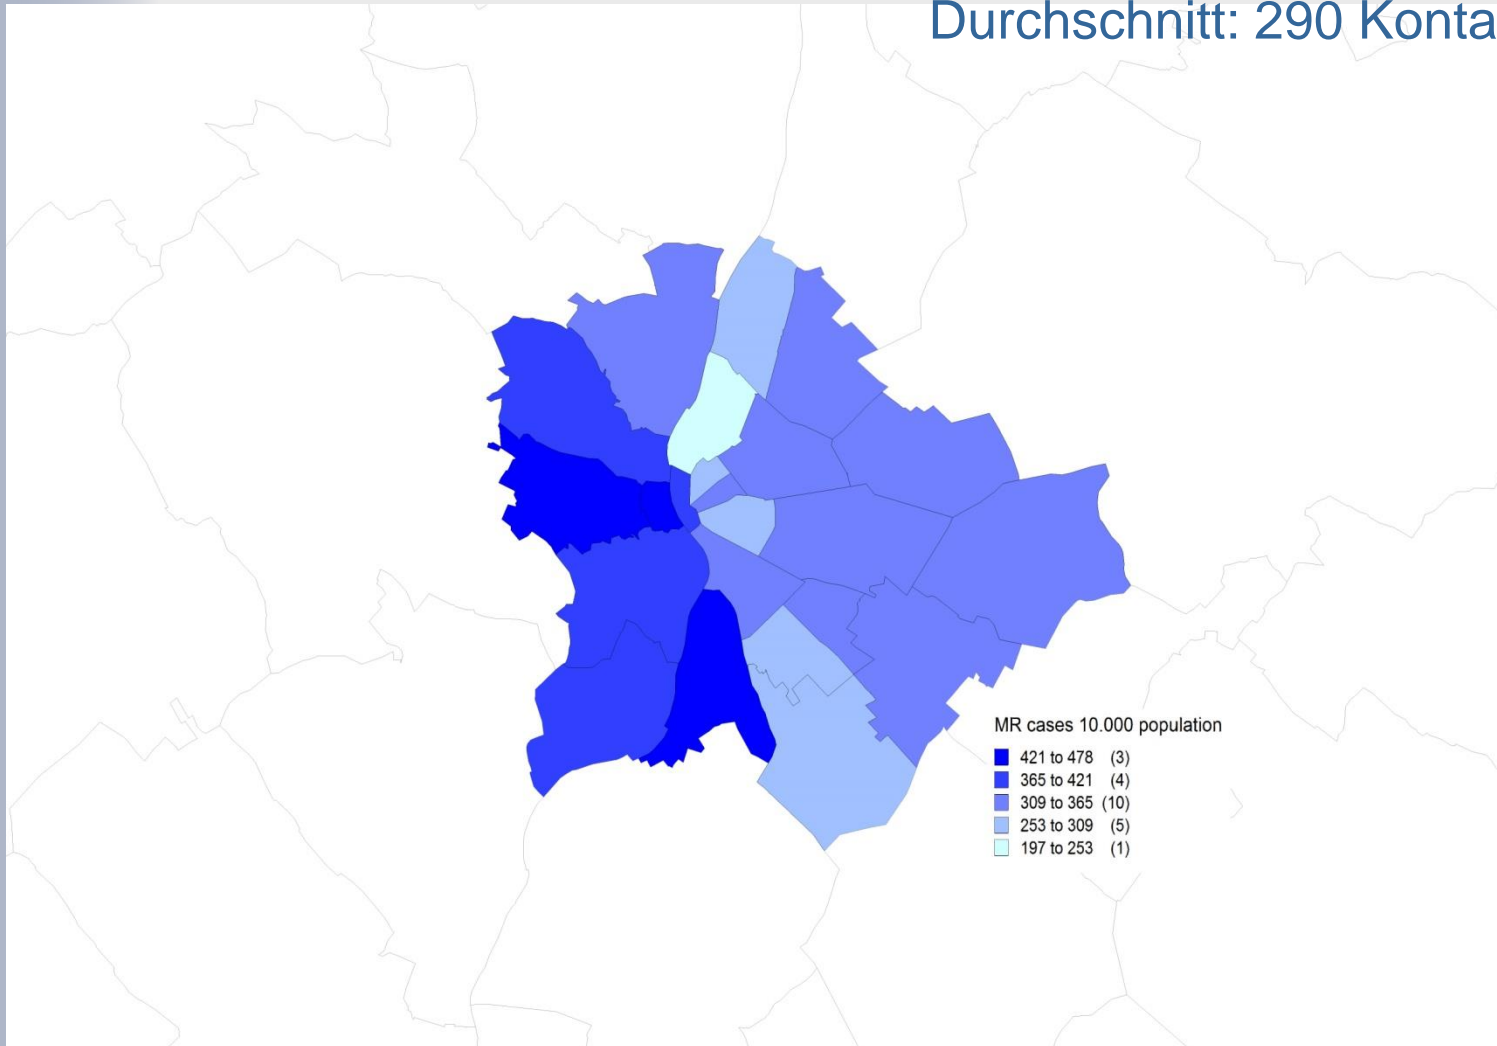 Durchschnitt: 290 Konta
MR cases 10.000 population
421 to 478 (3)
365 to 421 (4)
309 to 365 (10)
253 to 309 (5)
197 to 253 (1)